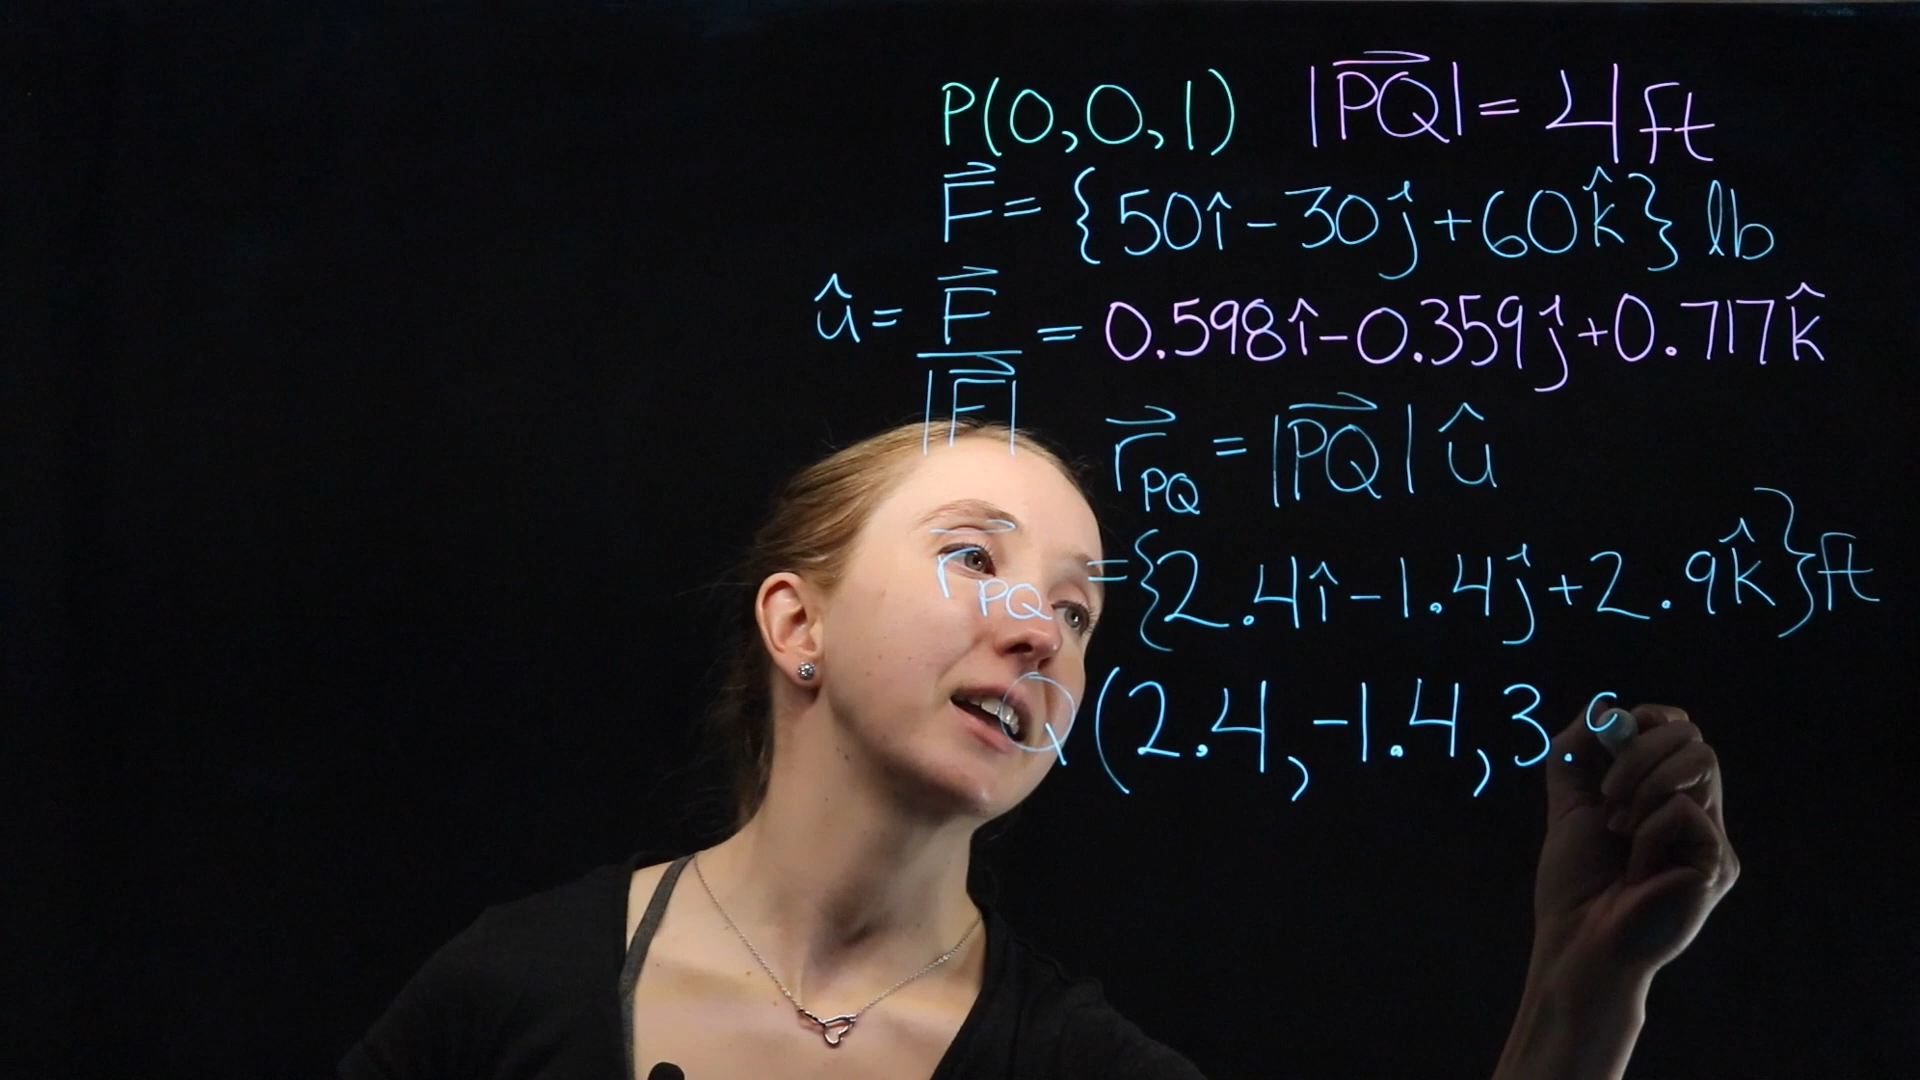 P(0,0,1) |PQ| = 4 ft
F = {50î - 30ĵ + 60k̂} lb
û = F/|F| = 0.598î - 0.359ĵ + 0.717k̂
r_PQ = |PQ| û
r_PQ = {2.4î - 1.4ĵ + 2.9k̂} ft
Q(2.4, -1.4, 3.